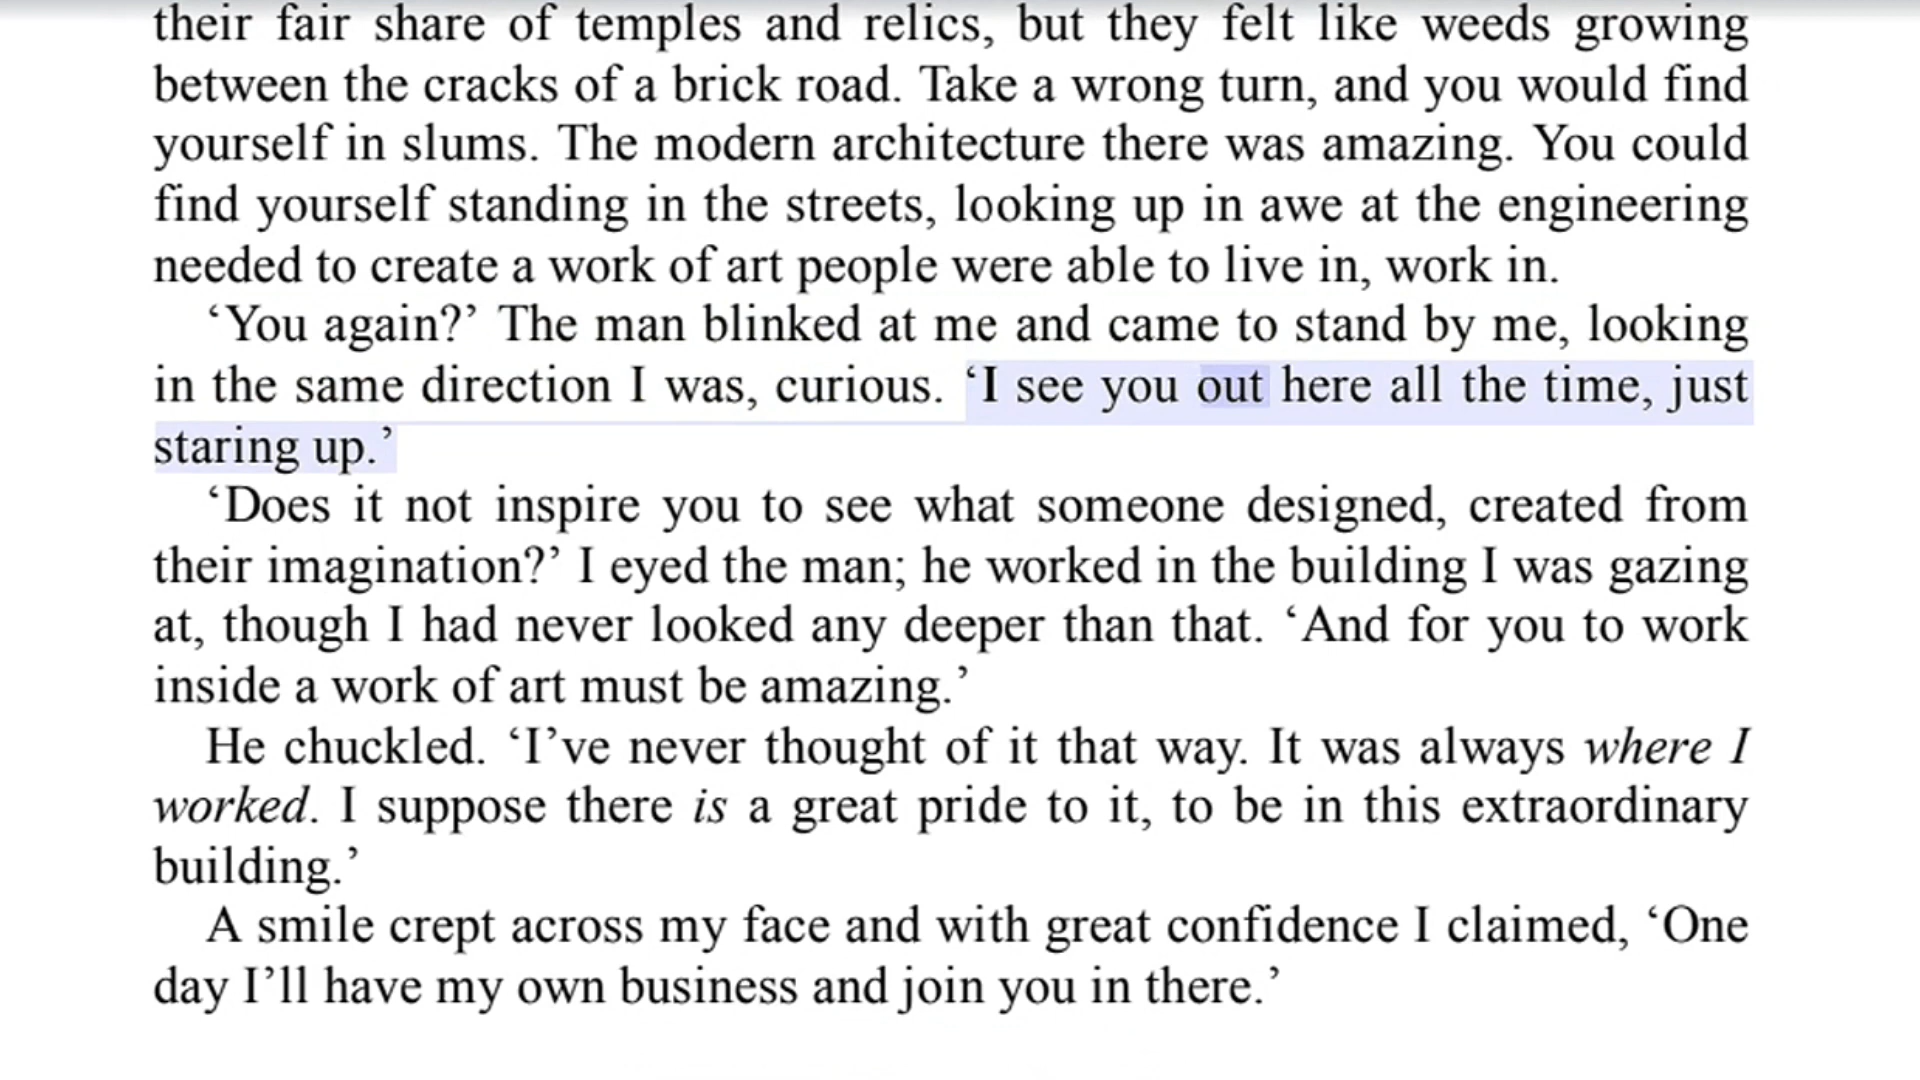 their fair share of temples and relics, but they felt like weeds growing
between the cracks of a brick road. Take a wrong turn, and you would find
yourself in slums. The modern architecture there was amazing. You could
find yourself standing in the streets, looking up in awe at the engineering
needed to create a work of art people were able to live in, work in.
‘You again?’ The man blinked at me and came to stand by me, looking
in the same direction I was, curious. ‘I see you out here all the time, just
staring up.’
‘Does it not inspire you to see what someone designed, created from
their imagination?’ I eyed the man; he worked in the building I was gazing
at, though I had never looked any deeper than that. ‘And for you to work
inside a work of art must be amazing.’
He chuckled. ‘I’ve never thought of it that way. It was always where I
worked. I suppose there is a great pride to it, to be in this extraordinary
building.’
A smile crept across my face and with great confidence I claimed, ‘One
day I’ll have my own business and join you in there.’